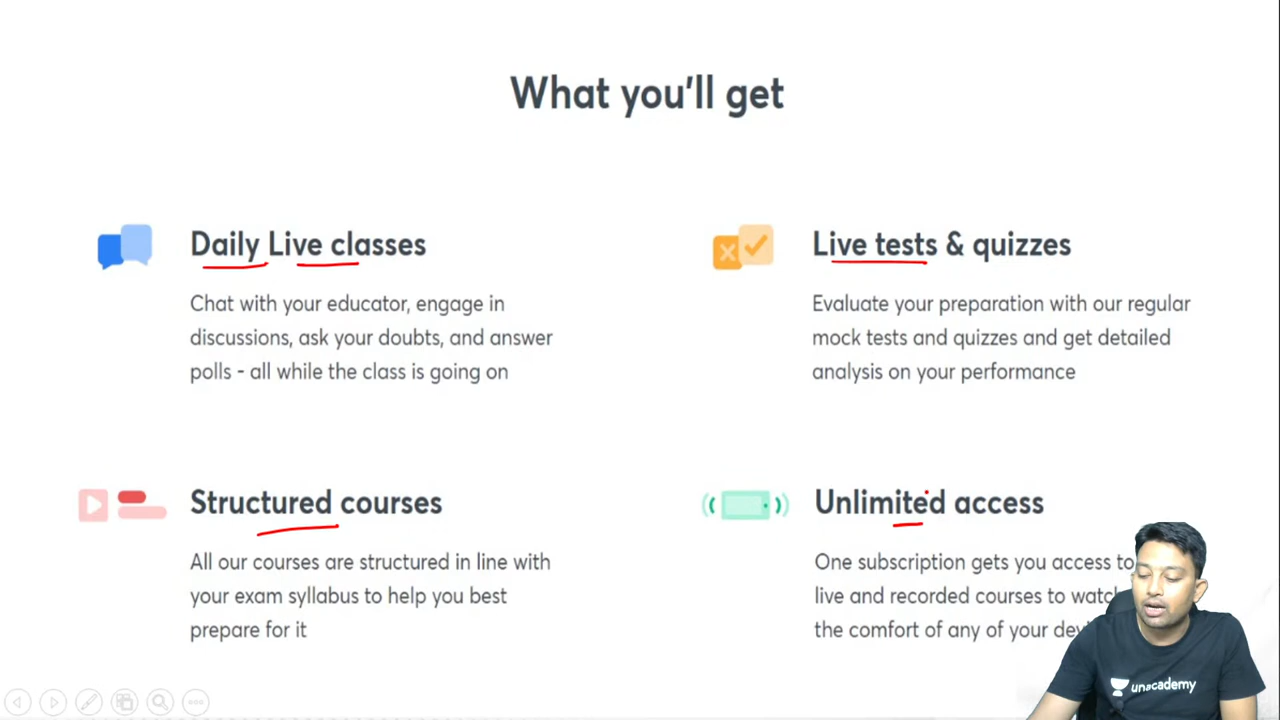 What you'll get
Daily Live classes
Chat with your educator, engage in
discussions, ask your doubts, and answer
polls - all while the class is going on
Live tests & quizzes
Evaluate your preparation with our regular
mock tests and quizzes and get detailed
analysis on your performance
Structured courses
All our courses are structured in line with
your exam syllabus to help you best
prepare for it
Unlimited access
One subscription gets you access to
live and recorded courses to
the comfort of any of your
unacademy